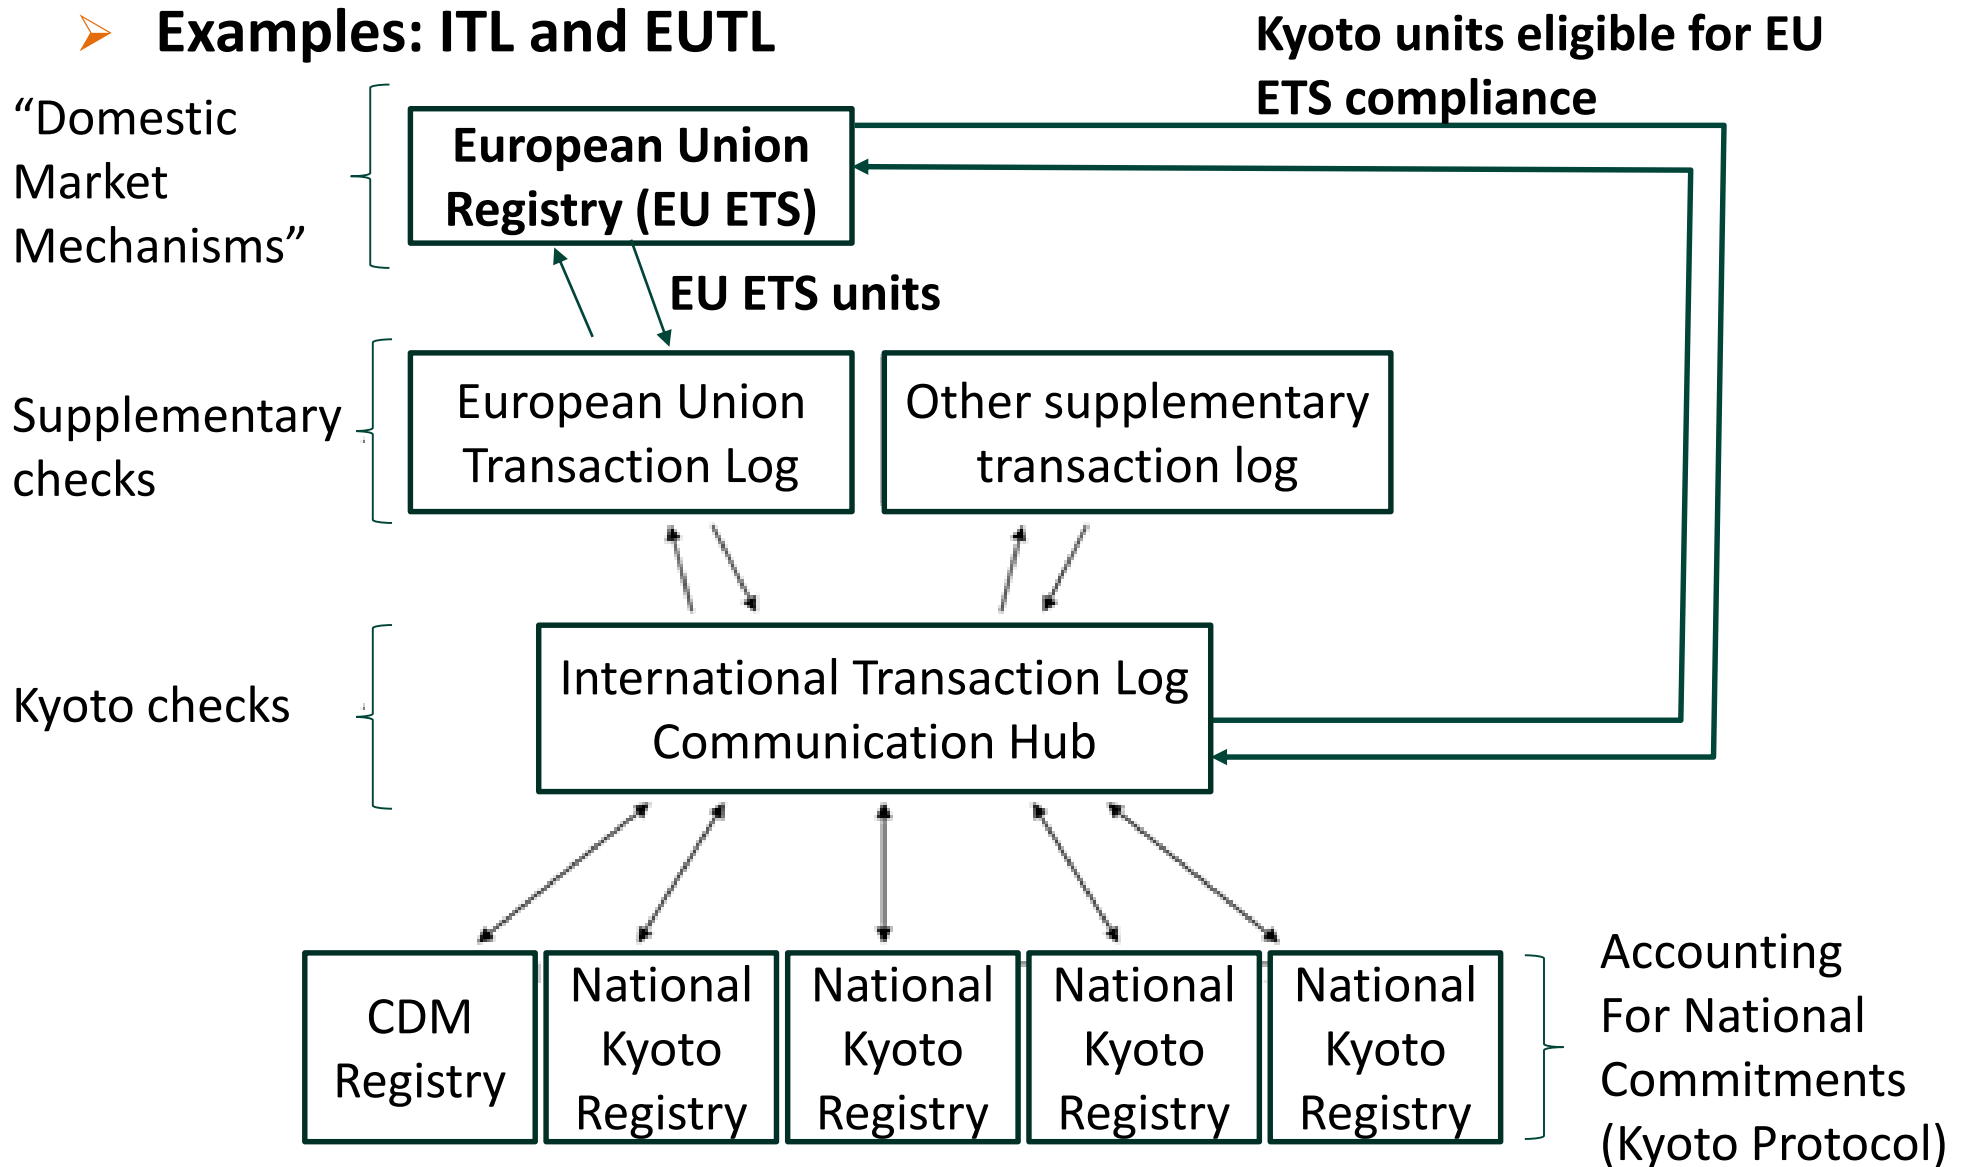 Examples: ITL and EUTL
Kyoto units eligible for EU
ETS compliance
“Domestic
Market
Mechanisms”
European Union
Registry (EU ETS)
EU ETS units
Supplementary
checks
European Union
Transaction Log
Other supplementary
transaction log
Kyoto checks
International Transaction Log
Communication Hub
CDM
Registry
National
Kyoto
Registry
National
Kyoto
Registry
National
Kyoto
Registry
National
Kyoto
Registry
Accounting
For National
Commitments
(Kyoto Protocol)